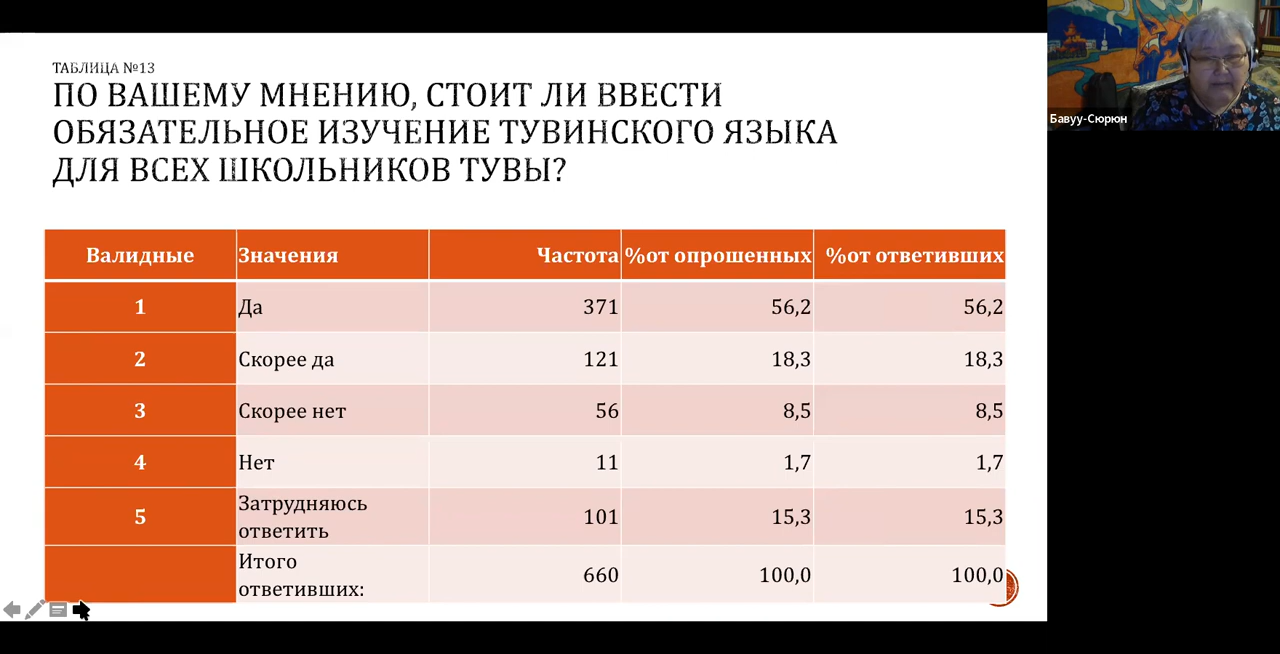 ТАБЛИЦА №13
ПО ВАШЕМУ МНЕНИЮ, СТОИТ ЛИ ВВЕСТИ
ОБЯЗАТЕЛЬНОЕ ИЗУЧЕНИЕ ТУВИНСКОГО ЯЗЫКА
ДЛЯ ВСЕХ ШКОЛЬНИКОВ ТУВЫ?
Валидные Значения Частота %от опрошенных %от ответивших
1 Да 371 56,2 56,2
2 Скорее да 121 18,3 18,3
3 Скорее нет 56 8,5 8,5
4 Нет 11 1,7 1,7
5 Затрудняюсь
ответить 101 15,3 15,3
Итого
ответивших: 660 100,0 100,0
Бавуу-Сюрюн